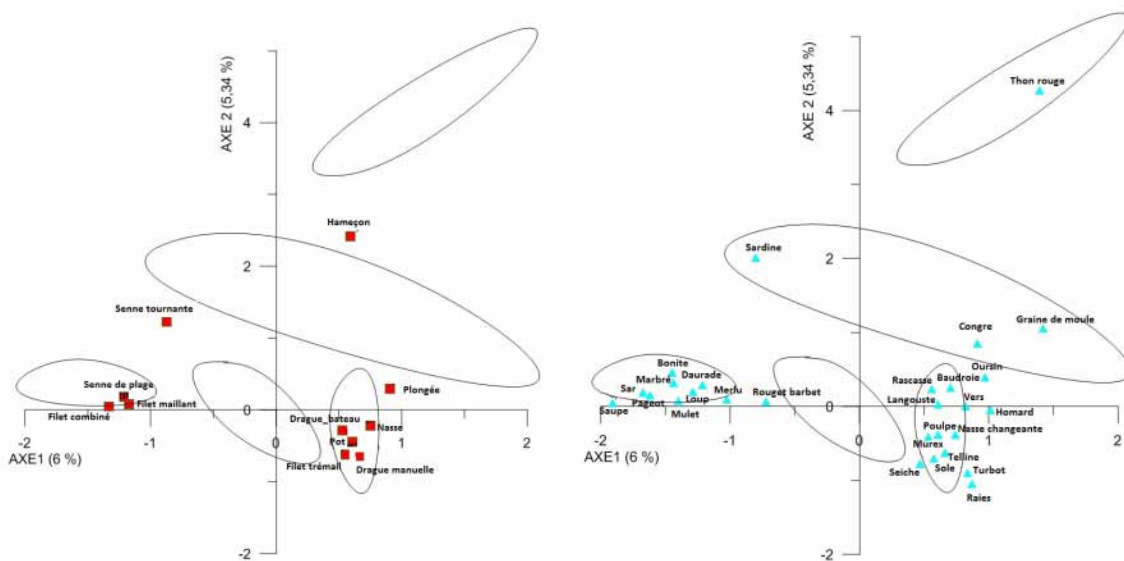 AXE 2 (5,34 %)
4
2
0
-2
-2
-1
0
1
2
AXE1 (6 %)
Hameçon
Senne tournante
Senne de plage
Filet combiné
Filet maillant
Plongée
Drague_bateau
Nasse
Pot
Filet trémail
Drague manuelle
AXE 2 (5,34 %)
4
2
0
-2
-2
-1
0
1
2
AXE1 (6 %)
Thon rouge
Sardine
Graine de moule
Congre
Oursin
Bonite
Daurade
Marbré
Sar
Pageot
Loup
Merlu
Mulet
Saupe
Rouget barbet
Rascasse
Baudroie
Langouste
Vers
Homard
Poulpe
Nasse changeante
Murex
Telline
Seiche
Sole
Turbot
Raies